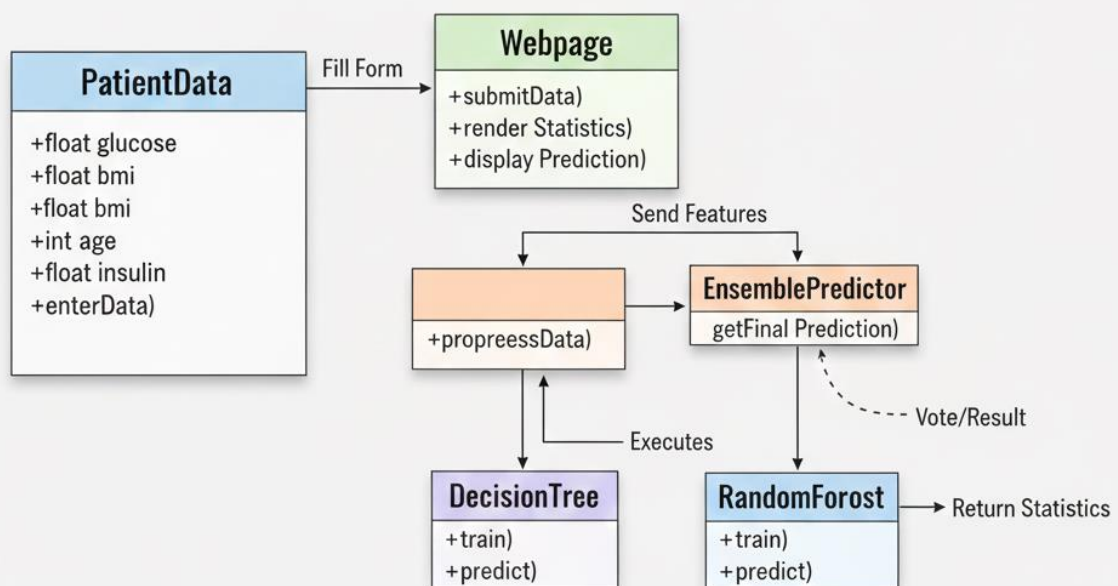 PatientData
+float glucose
+float bmi
+float bmi
+int age
+float insulin
+enterData)
Fill Form
Webpage
+submitData)
+render Statistics)
+display Prediction)
Send Features
+propreessData)
EnsemblePredictor
getFinal Prediction)
Vote/Result
Executes
DecisionTree
+train)
+predict)
RandomForost
+train)
+predict)
Return Statistics